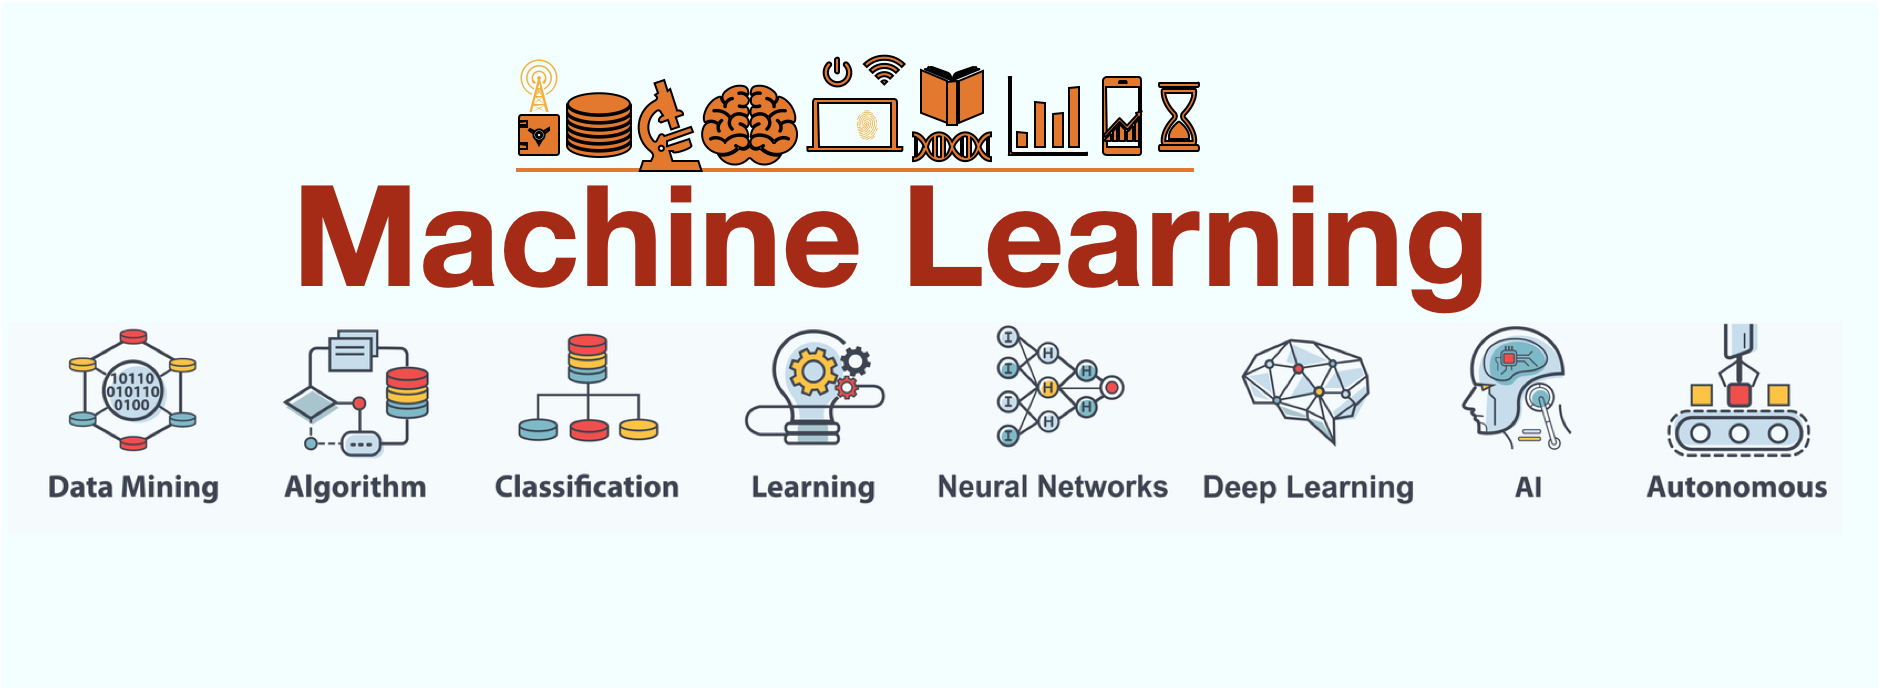 Machine Learning
10110
010110
0100
I
H
I
H
H
I
H
H
I
Data Mining
Algorithm
Classification
Learning
Neural Networks
Deep Learning
AI
Autonomous